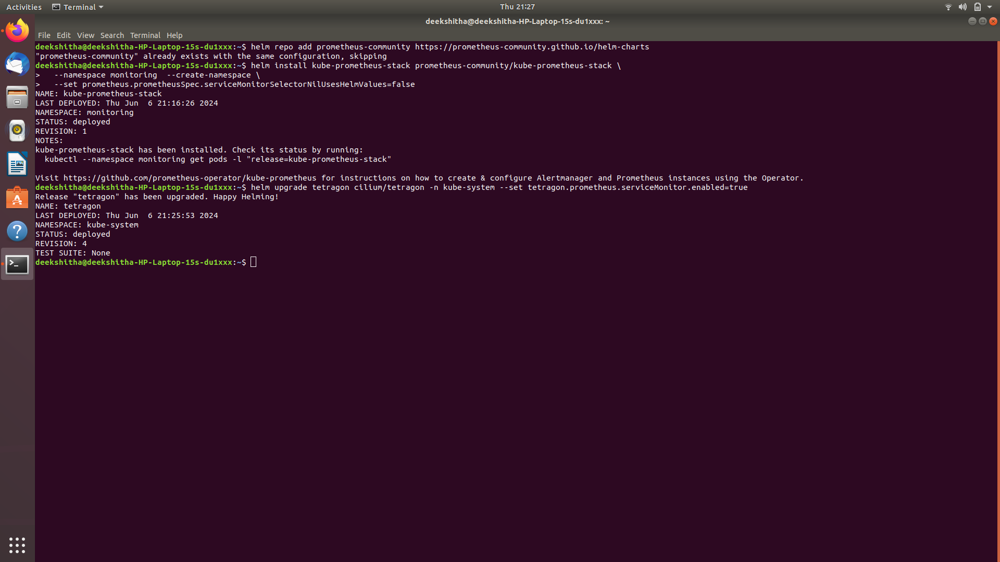 Activities
Terminal
Thu 21:27
deekshitha@deekshitha-HP-Laptop-15s-du1xxx: ~
File Edit View Search Terminal Help
deekshitha@deekshitha-HP-Laptop-15s-du1xxx:~$ helm repo add prometheus-community https://prometheus-community.github.io/helm-charts
"prometheus-community" already exists with the same configuration, skipping
deekshitha@deekshitha-HP-Laptop-15s-du1xxx:~$ helm install kube-prometheus-stack prometheus-community/kube-prometheus-stack \
>   --namespace monitoring  --create-namespace \
>   --set prometheus.prometheusSpec.serviceMonitorSelectorNilUsesHelmValues=false
NAME: kube-prometheus-stack
LAST DEPLOYED: Thu Jun  6 21:16:26 2024
NAMESPACE: monitoring
STATUS: deployed
REVISION: 1
NOTES:
kube-prometheus-stack has been installed. Check its status by running:
  kubectl --namespace monitoring get pods -l "release=kube-prometheus-stack"
Visit https://github.com/prometheus-operator/kube-prometheus for instructions on how to create & configure Alertmanager and Prometheus instances using the Operator.
deekshitha@deekshitha-HP-Laptop-15s-du1xxx:~$ helm upgrade tetragon cilium/tetragon -n kube-system --set tetragon.prometheus.serviceMonitor.enabled=true
Release "tetragon" has been upgraded. Happy Helming!
NAME: tetragon
LAST DEPLOYED: Thu Jun  6 21:25:53 2024
NAMESPACE: kube-system
STATUS: deployed
REVISION: 4
TEST SUITE: None
deekshitha@deekshitha-HP-Laptop-15s-du1xxx:~$